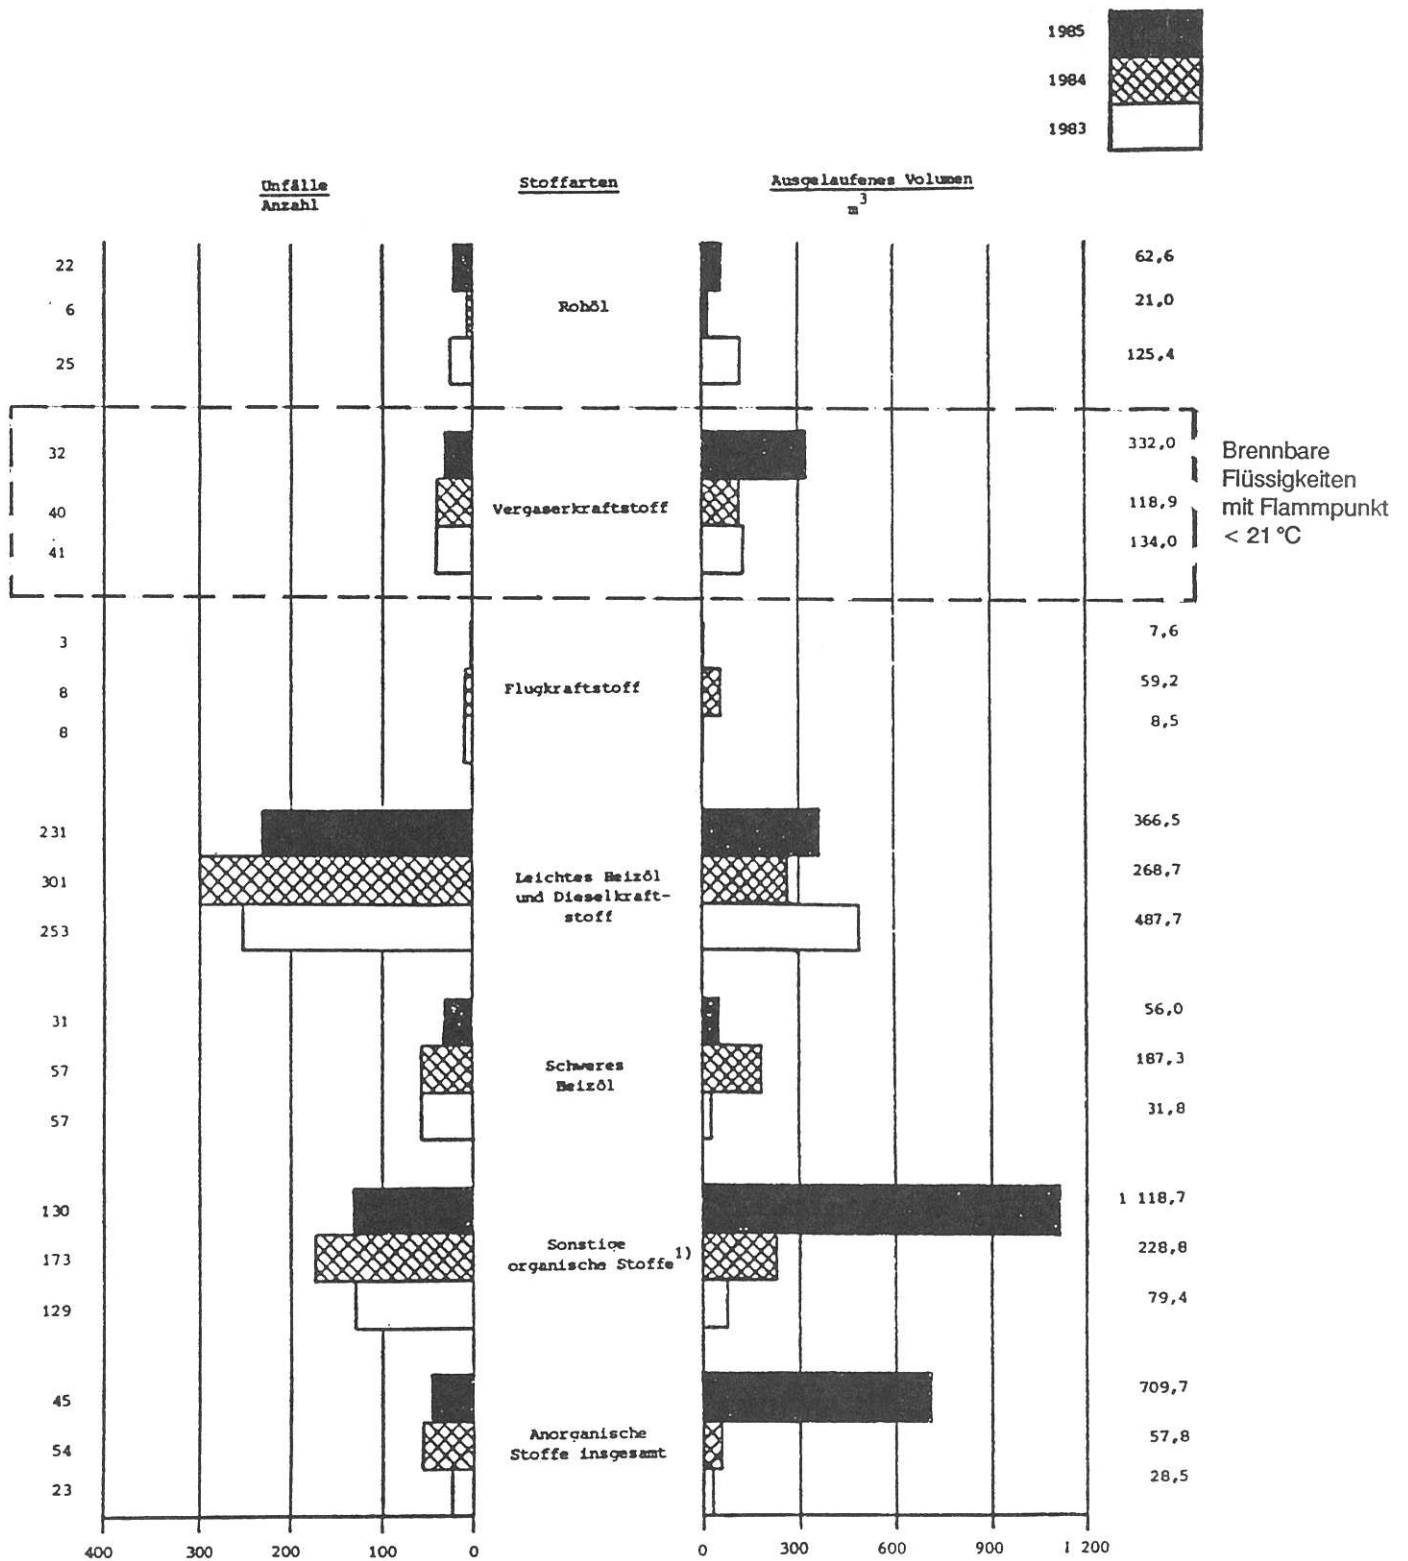 1985
1984
1983
Unfälle
Anzahl
Stoffarten
Ausgelaufenes Volumen
m³
22
6
25
Rohöl
62,6
21,0
125,4
32
40
41
Vergaserkraftstoff
332,0
118,9
134,0
Brennbare
Flüssigkeiten
mit Flammpunkt
< 21 °C
3
8
8
Flugkraftstoff
7,6
59,2
8,5
231
301
253
Leichtes Heizöl
und Dieselkraft-
stoff
366,5
268,7
487,7
31
57
57
Schweres
Heizöl
56,0
187,3
31,8
130
173
129
Sonstige
organische Stoffe 1)
1 118,7
228,8
79,4
45
54
23
Anorganische
Stoffe insgesamt
709,7
57,8
28,5
400 300 200 100 0
0 300 600 900 1 200